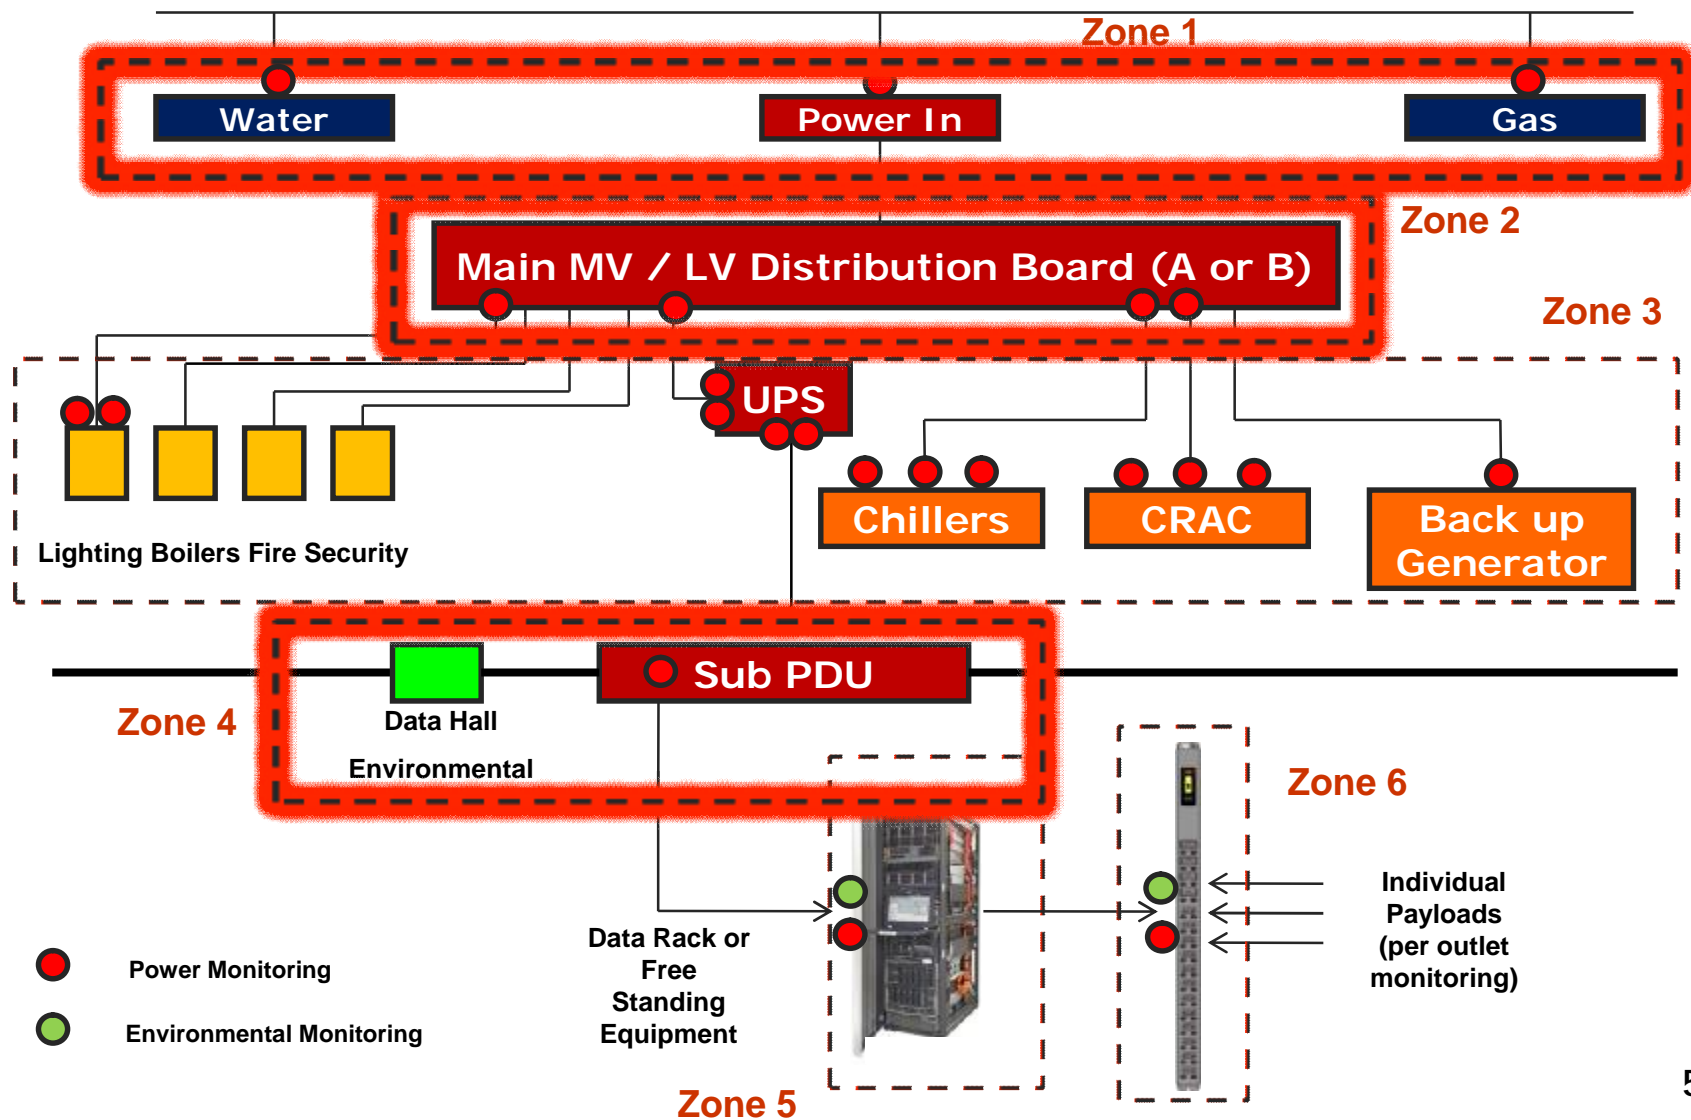 Zone 1
Water
Power In
Gas
Zone 2
Main MV / LV Distribution Board (A or B)
Zone 3
UPS
Chillers
CRAC
Back up
Generator
Lighting Boilers Fire Security
Sub PDU
Zone 4
Data Hall
Environmental
Zone 6
Individual
Payloads
(per outlet
monitoring)
Data Rack or
Free
Standing
Equipment
Power Monitoring
Environmental Monitoring
Zone 5
5